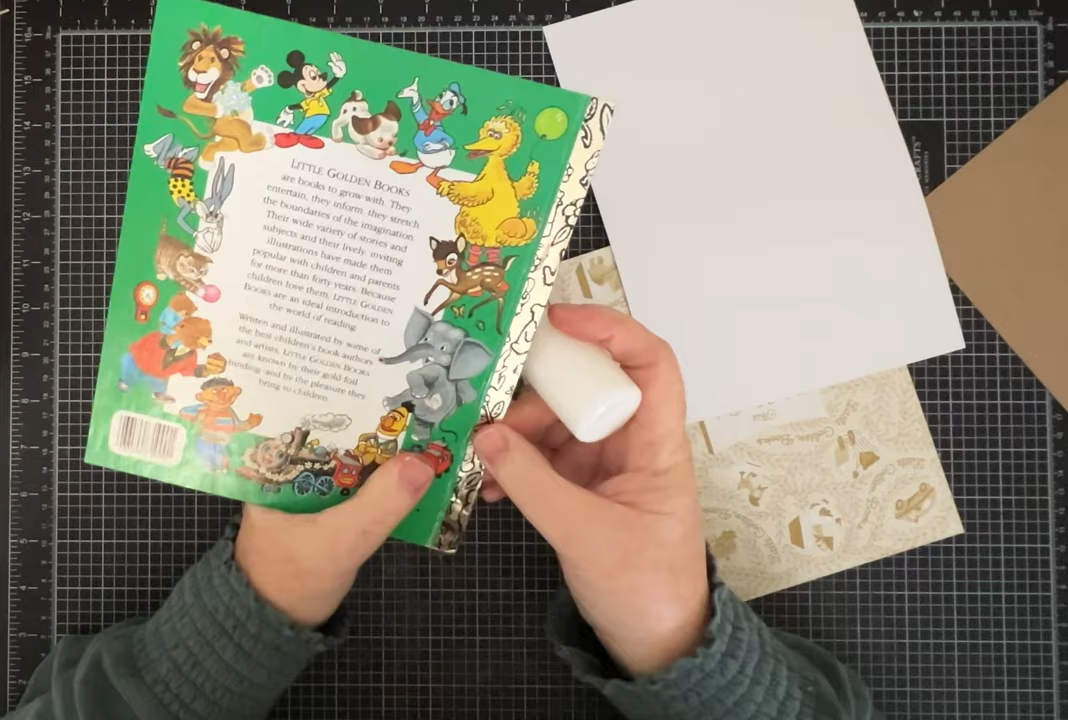 LITTLE GOLDEN BOOKS
are books to grow with. They
entertain, they inform, they stretch
the boundaries of the imagination.
Their wide variety of stories and
subjects and their lively, inviting
illustrations have made them
popular with children and parents
for more than forty years. Because
children love them, LITTLE GOLDEN
BOOKS are an ideal introduction to
the world of reading.
Written and illustrated by some of
the best children's book authors
and artists, LITTLE GOLDEN BOOKS
are known by their gold foil
binding—and by the pleasure they
bring to children.